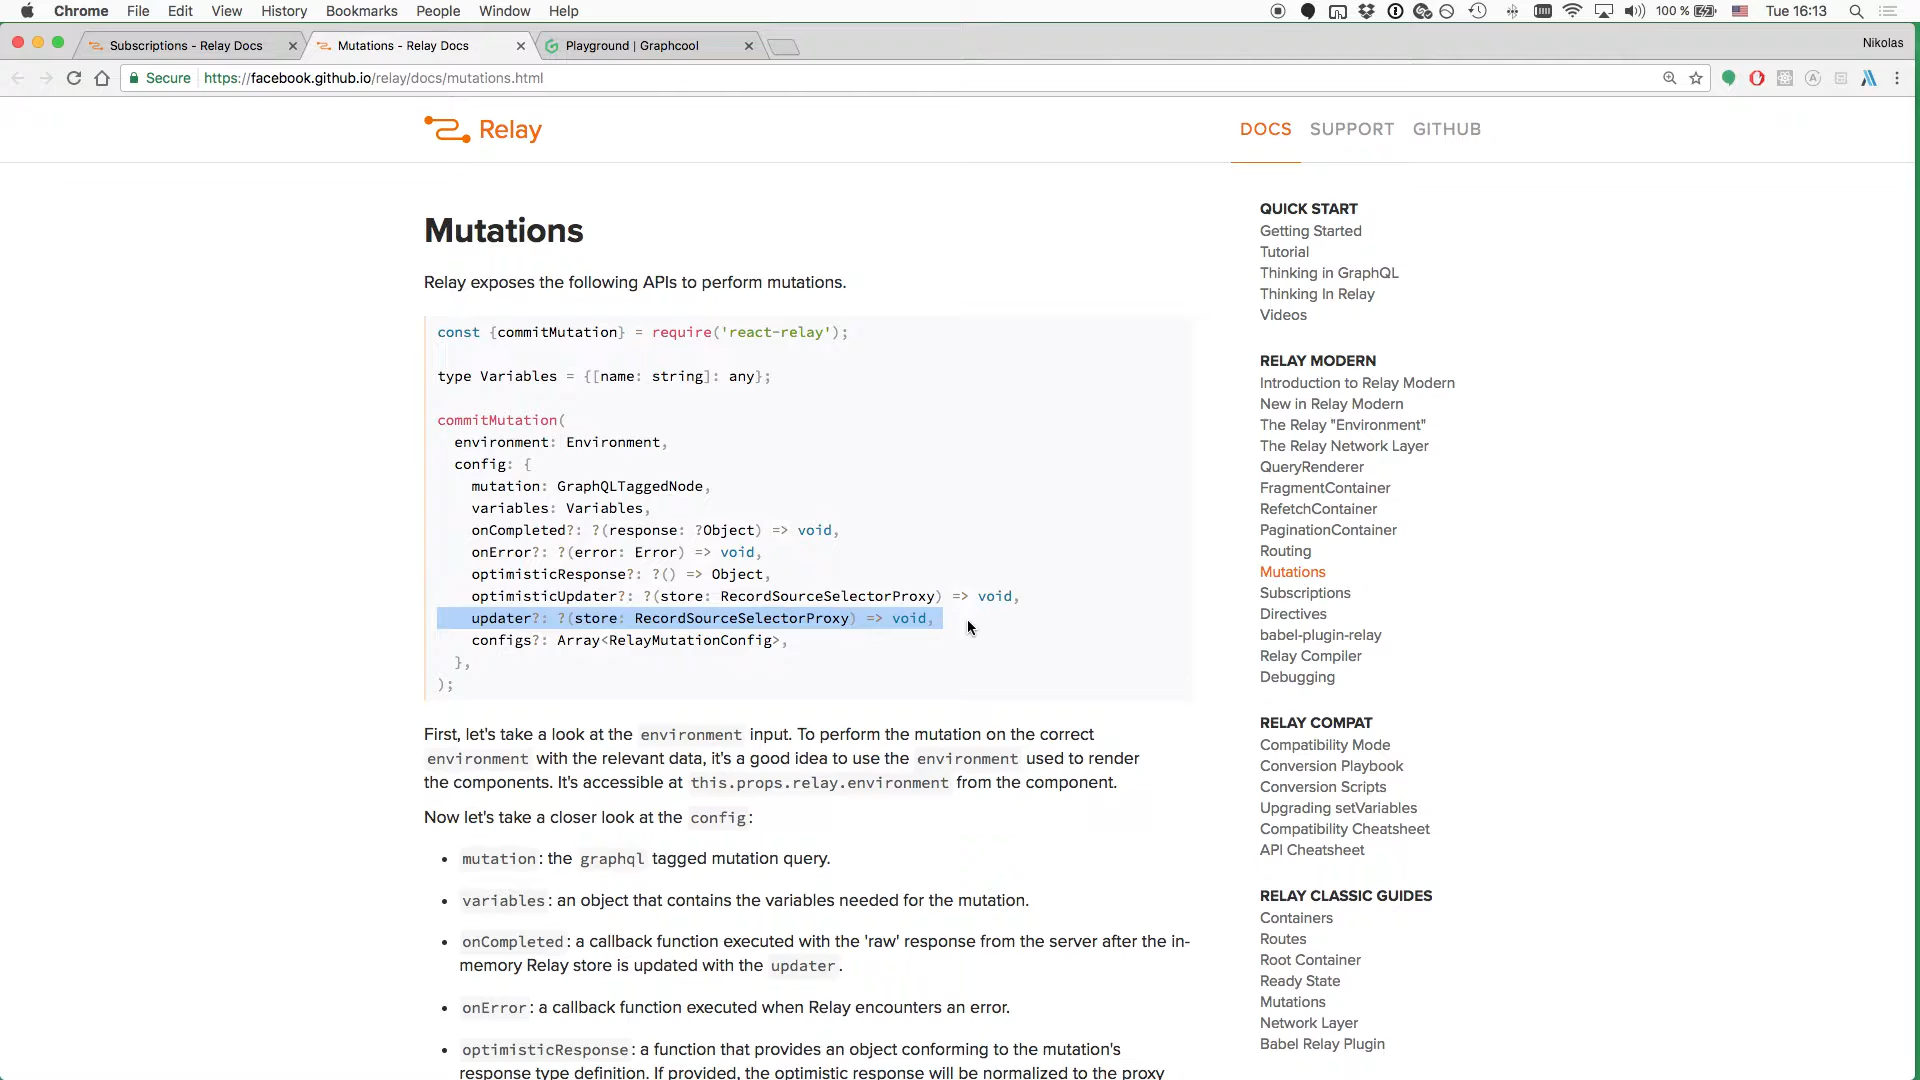 Chrome File Edit View History Bookmarks People Window Help 100 % Tue 16:13
Subscriptions - Relay Docs Mutations - Relay Docs Playground | Graphcool Nikolas
Secure https://facebook.github.io/relay/docs/mutations.html
Relay
DOCS SUPPORT GITHUB
Mutations
Relay exposes the following APIs to perform mutations.
const {commitMutation} = require('react-relay');
type Variables = {[name: string]: any};
commitMutation(
environment: Environment,
config: {
mutation: GraphQLTaggedNode,
variables: Variables,
onCompleted?: ?(response: ?Object) => void,
onError?: ?(error: Error) => void,
optimisticResponse?: ?() => Object,
optimisticUpdater?: ?(store: RecordSourceSelectorProxy) => void,
updater?: ?(store: RecordSourceSelectorProxy) => void,
configs?: Array<RelayMutationConfig>,
},
);
First, let's take a look at the environment input. To perform the mutation on the correct
environment with the relevant data, it's a good idea to use the environment used to render
the components. It's accessible at this.props.relay.environment from the component.
Now let's take a closer look at the config:
• mutation: the graphql tagged mutation query.
• variables: an object that contains the variables needed for the mutation.
• onCompleted: a callback function executed with the 'raw' response from the server after the in-
memory Relay store is updated with the updater.
• onError: a callback function executed when Relay encounters an error.
• optimisticResponse: a function that provides an object conforming to the mutation's
response type definition. If provided, the optimistic response will be normalized to the proxy
QUICK START
Getting Started
Tutorial
Thinking in GraphQL
Thinking In Relay
Videos
RELAY MODERN
Introduction to Relay Modern
New in Relay Modern
The Relay "Environment"
The Relay Network Layer
QueryRenderer
FragmentContainer
RefetchContainer
PaginationContainer
Routing
Mutations
Subscriptions
Directives
babel-plugin-relay
Relay Compiler
Debugging
RELAY COMPAT
Compatibility Mode
Conversion Playbook
Conversion Scripts
Upgrading setVariables
Compatibility Cheatsheet
API Cheatsheet
RELAY CLASSIC GUIDES
Containers
Routes
Root Container
Ready State
Mutations
Network Layer
Babel Relay Plugin